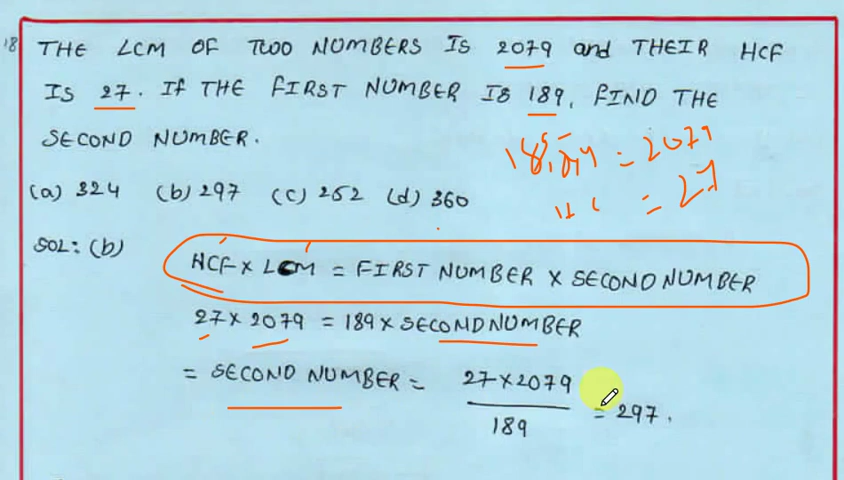 18 THE LCM OF TWO NUMBERS IS 2079 and THEIR HCF
IS 27. If THE FIRST NUMBER IS 189, FIND THE
SECOND NUMBER.
= 2079
= 27
(a) 324 (b) 297 (c) 252 (d) 360
SOL: (b)
HCF x LCM = FIRST NUMBER x SECOND NUMBER
27 x 2079 = 189 x SECOND NUMBER
= SECOND NUMBER = 27 x 2079
189
= 297.